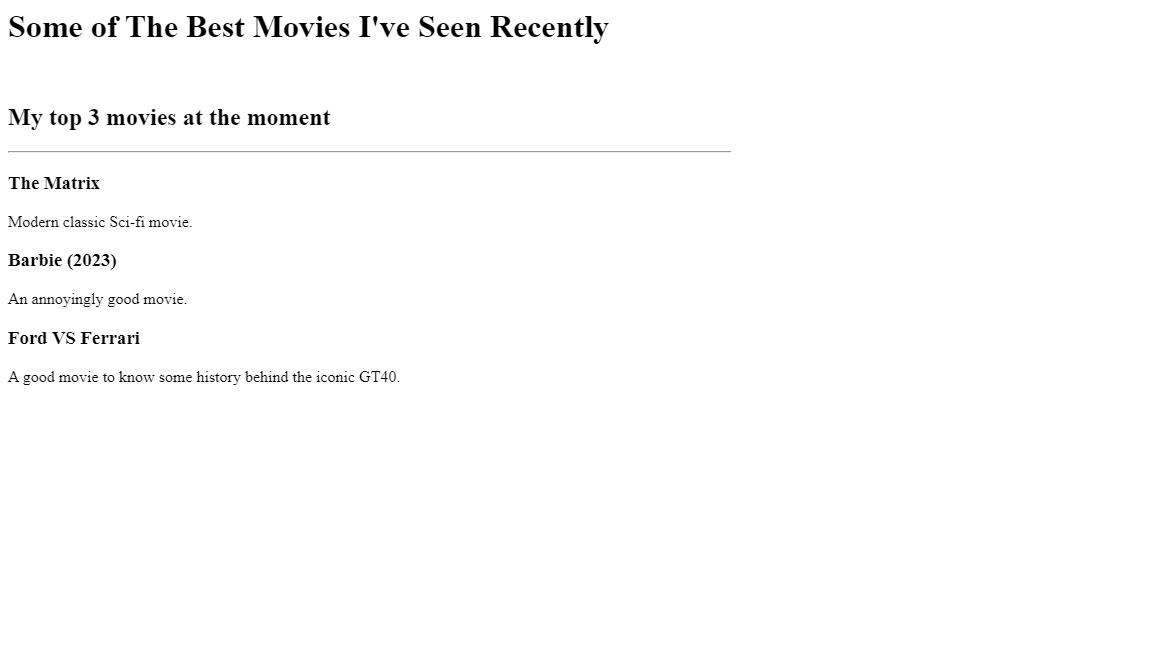 Some of The Best Movies I've Seen Recently
My top 3 movies at the moment
The Matrix
Modern classic Sci-fi movie.
Barbie (2023)
An annoyingly good movie.
Ford VS Ferrari
A good movie to know some history behind the iconic GT40.